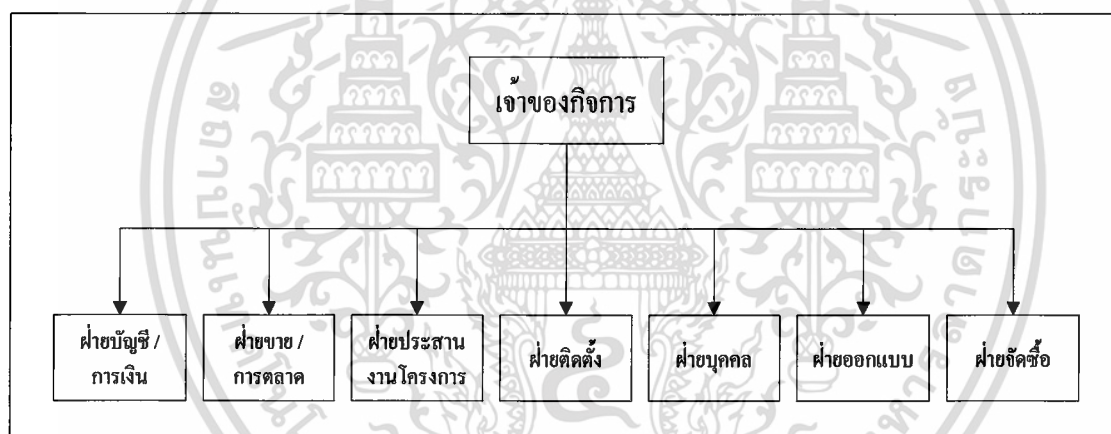 เจ้าของกิจการ
ฝ่ายบัญชี /
การเงิน
ฝ่ายขาย /
การตลาด
ฝ่ายประสาน
งานโครงการ
ฝ่ายติดตั้ง
ฝ่ายบุคคล
ฝ่ายออกแบบ
ฝ่ายจัดซื้อ